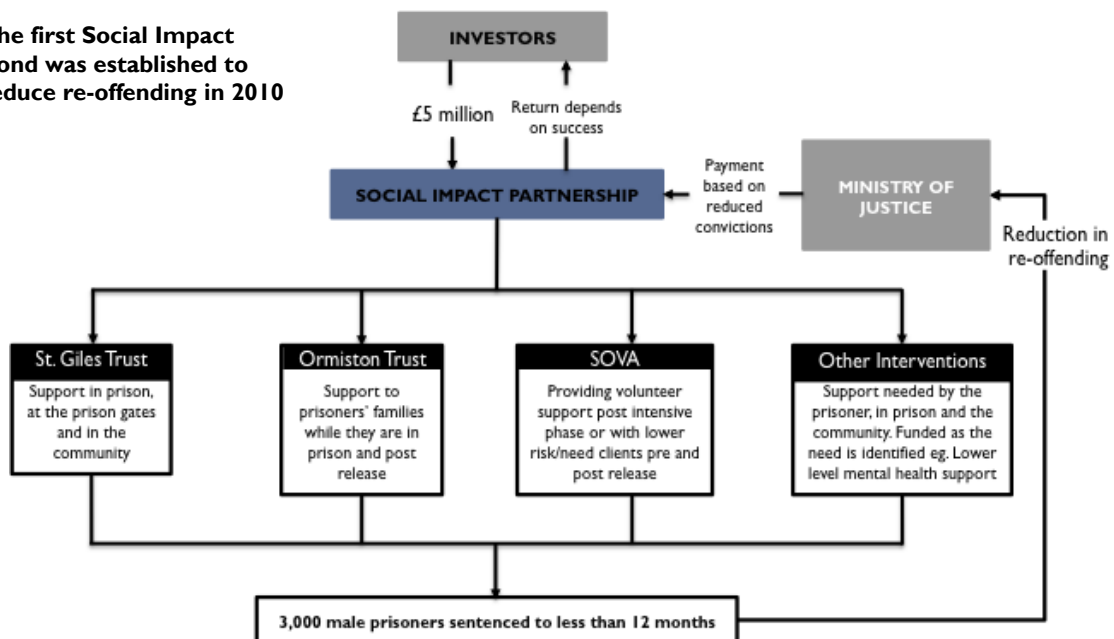 he first Social Impact
ond was established to
educe re-offending in 2010
INVESTORS
£5 million
Return depends
on success
SOCIAL IMPACT PARTNERSHIP
Payment
based on
reduced
convictions
MINISTRY OF
JUSTICE
Reduction in
re-offending
St. Giles Trust
Support in prison,
at the prison gates
and in the
community
Ormiston Trust
Support to
prisoners' families
while they are in
prison and post
release
SOVA
Providing volunteer
support post intensive
phase or with lower
risk/need clients pre and
post release
Other Interventions
Support needed by the
prisoner, in prison and the
community. Funded as the
need is identified eg. Lower
level mental health support
3,000 male prisoners sentenced to less than 12 months